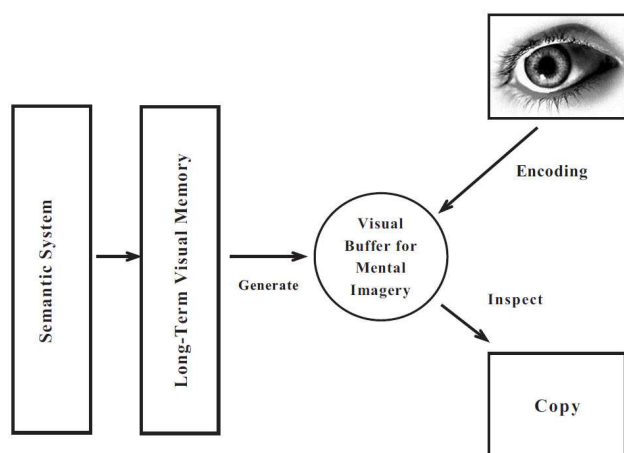 Semantic System
Long-Term Visual Memory
Generate
Visual
Buffer for
Mental
Imagery
Encoding
Inspect
Copy